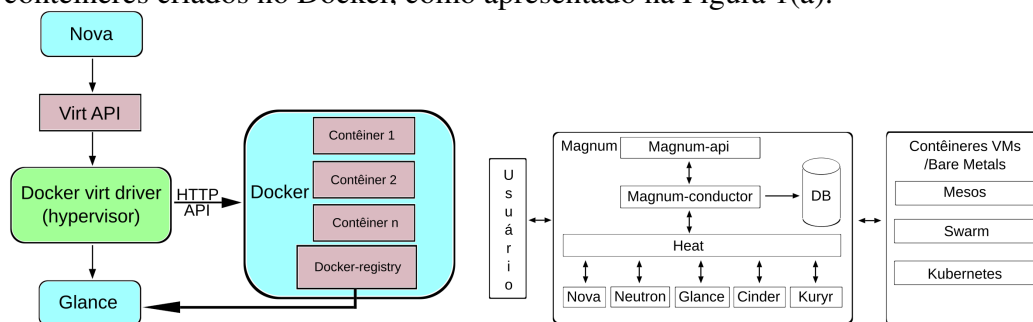 contêineres criados no Docker, como apresentado na Figura 1(a).
Nova
Virt API
Docker virt driver
(hypervisor)
HTTP
API
Glance
Docker
Contêiner 1
Contêiner 2
Contêiner n
Docker-registry
Usuário
Magnum
Magnum-api
Magnum-conductor
DB
Heat
Nova
Neutron
Glance
Cinder
Kuryr
Contêineres VMs
/Bare Metals
Mesos
Swarm
Kubernetes